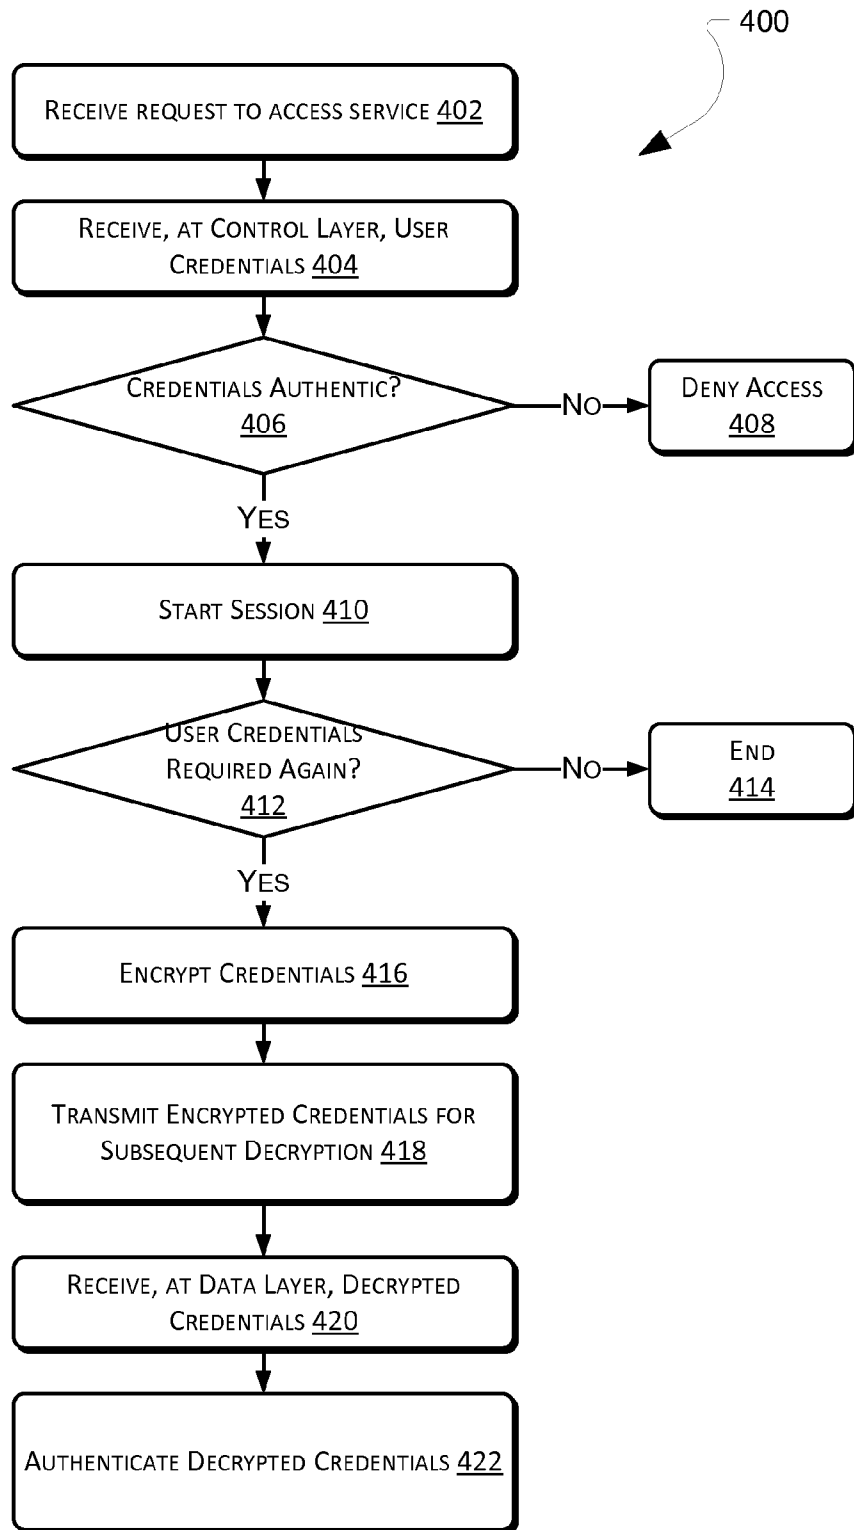 400
RECEIVE REQUEST TO ACCESS SERVICE 402
RECEIVE, AT CONTROL LAYER, USER
CREDENTIALS 404
CREDENTIALS AUTHENTIC?
406
NO
DENY ACCESS
408
YES
START SESSION 410
USER CREDENTIALS
REQUIRED AGAIN?
412
NO
END
414
YES
ENCRYPT CREDENTIALS 416
TRANSMIT ENCRYPTED CREDENTIALS FOR
SUBSEQUENT DECRYPTION 418
RECEIVE, AT DATA LAYER, DECRYPTED
CREDENTIALS 420
AUTHENTICATE DECRYPTED CREDENTIALS 422